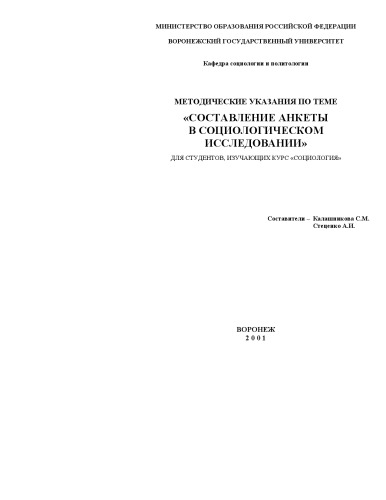 МИНИСТЕРСТВО ОБРАЗОВАНИЯ РОССИЙСКОЙ ФЕДЕРАЦИИ
ВОРОНЕЖСКИЙ ГОСУДАРСТВЕННЫЙ УНИВЕРСИТЕТ
Кафедра социологии и политологии
МЕТОДИЧЕСКИЕ УКАЗАНИЯ ПО ТЕМЕ
«СОСТАВЛЕНИЕ АНКЕТЫ
В СОЦИОЛОГИЧЕСКОМ
ИССЛЕДОВАНИИ»
ДЛЯ СТУДЕНТОВ, ИЗУЧАЮЩИХ КУРС «СОЦИОЛОГИЯ»
Составители – Калашникова С.М.
Стеценко А.И.
ВОРОНЕЖ
2 0 0 1